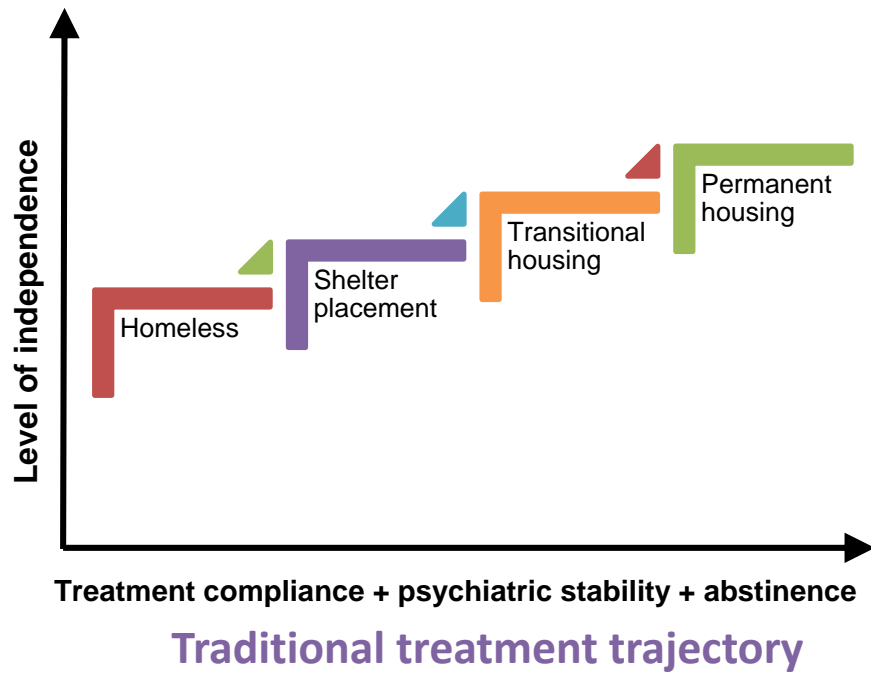 Level of independence
Homeless
Shelter
placement
Transitional
housing
Permanent
housing
Treatment compliance + psychiatric stability + abstinence
Traditional treatment trajectory